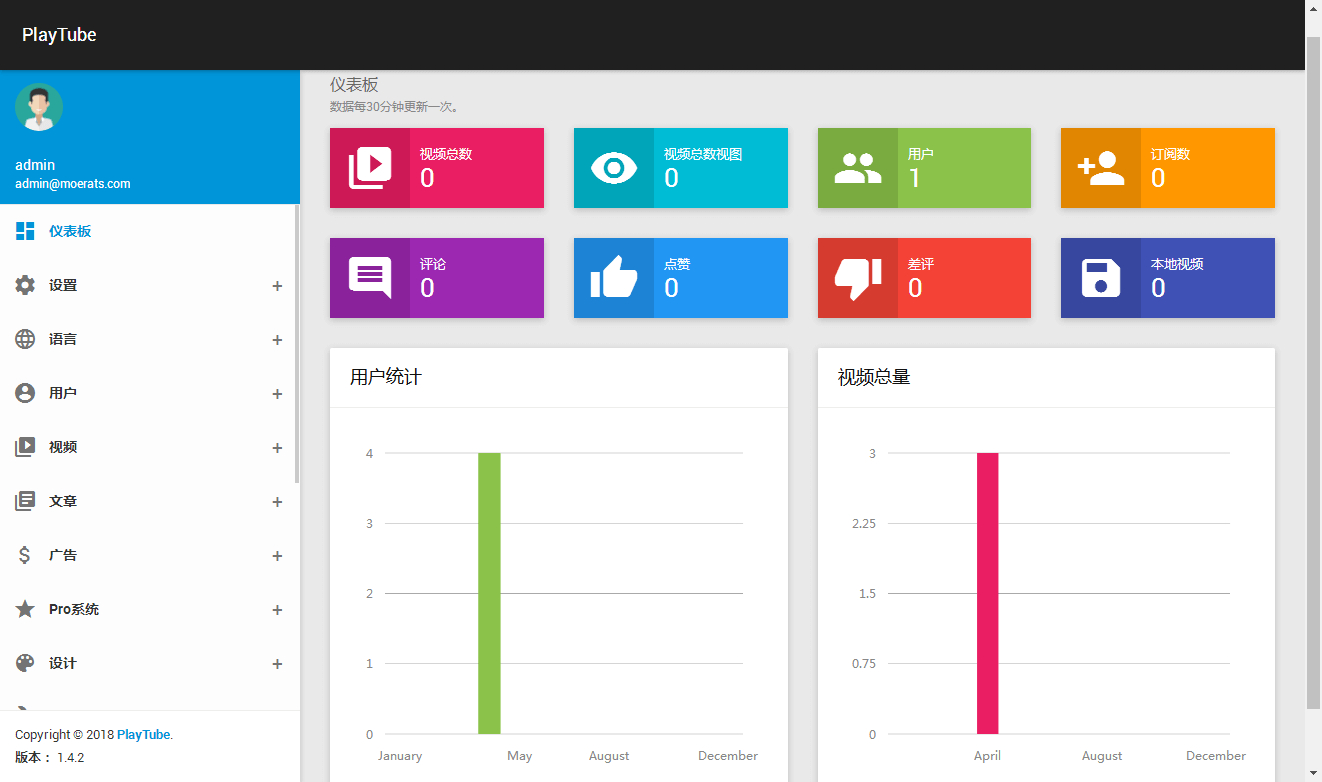 PlayTube
admin
admin@moerats.com
仪表板
设置 +
语言 +
用户 +
视频 +
文章 +
广告 +
Pro系统 +
设计 +
Copyright © 2018 PlayTube.
版本： 1.4.2
仪表板
数据每30分钟更新一次。
视频总数
0
视频总数视图
0
用户
1
订阅数
0
评论
0
点赞
0
差评
0
本地视频
0
用户统计
4
3
2
1
0
January May August December
视频总量
3
2.25
1.5
0.75
0
April August December